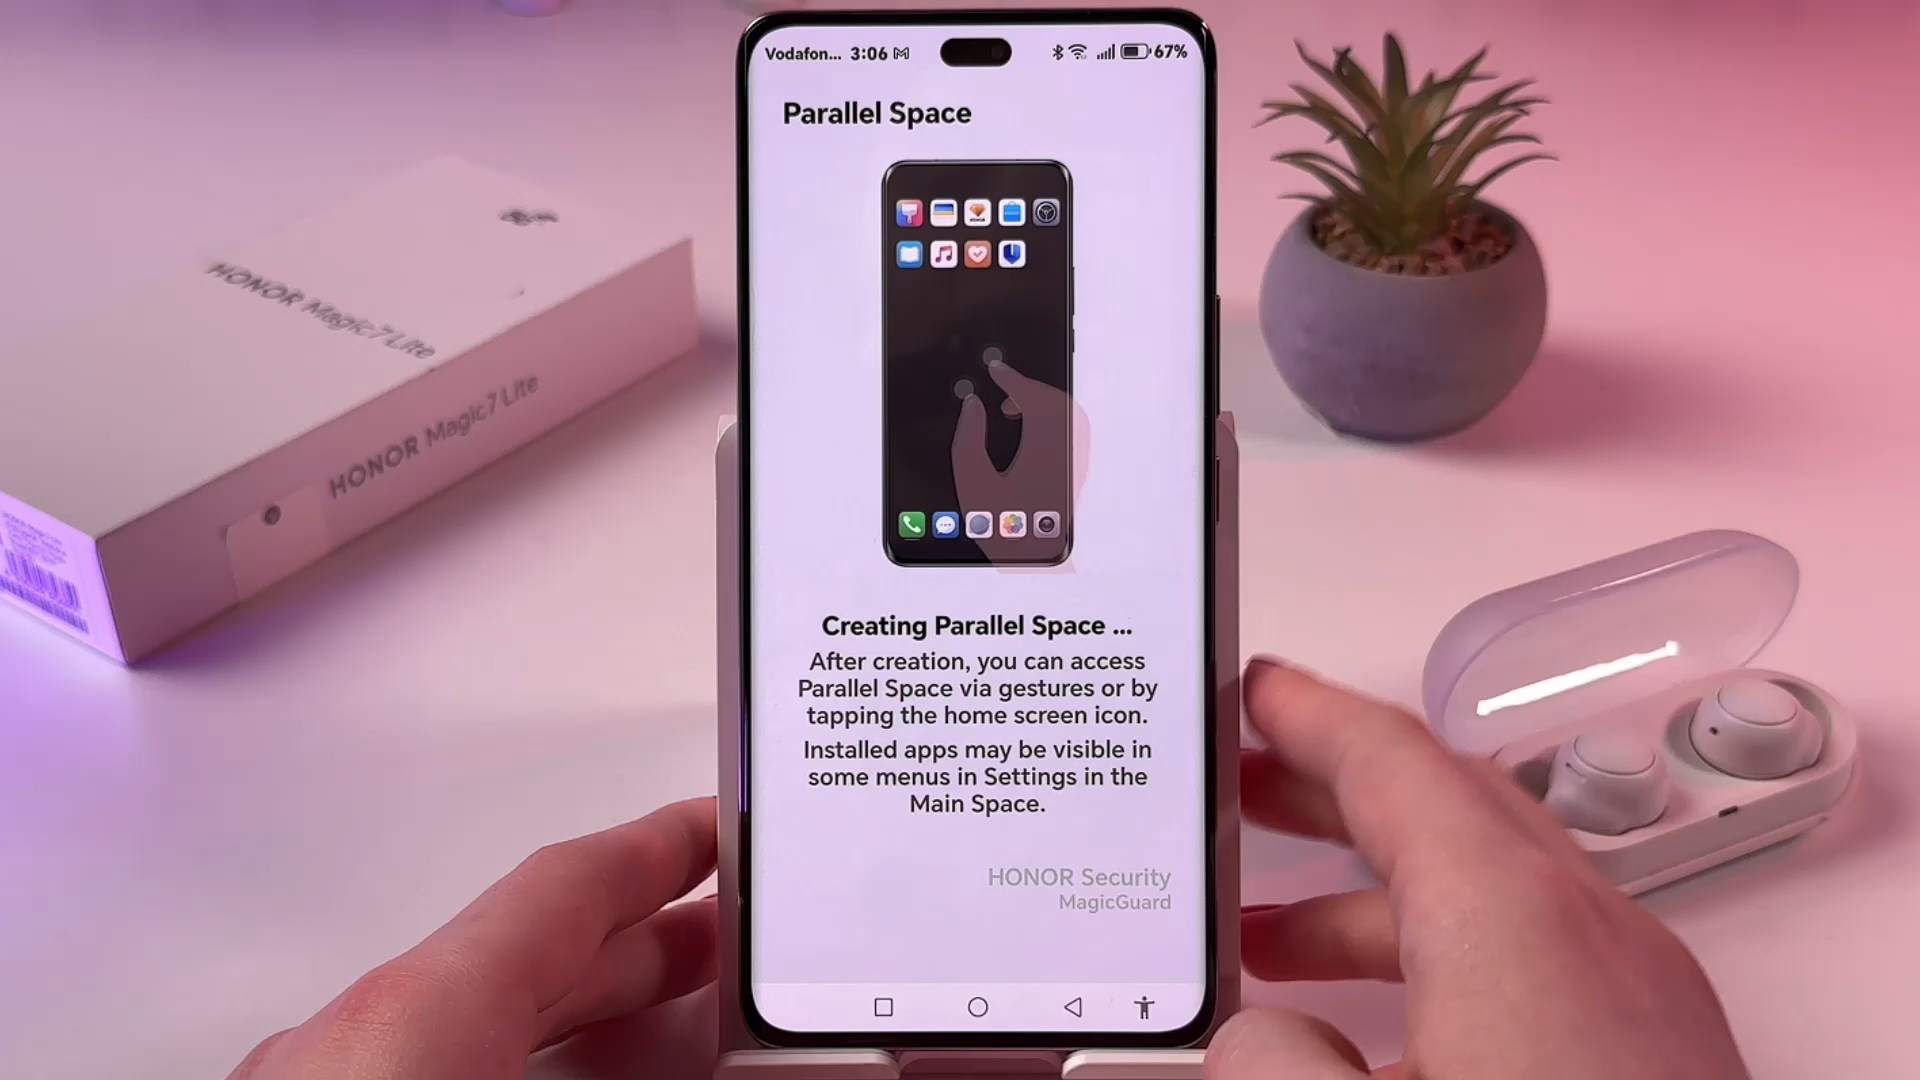 Vodafon... 3:06 67%
Parallel Space
Creating Parallel Space ...
After creation, you can access
Parallel Space via gestures or by
tapping the home screen icon.
Installed apps may be visible in
some menus in Settings in the
Main Space.
HONOR Security
MagicGuard
HONOR Magic7 Lite
HONOR Magic7 Lite